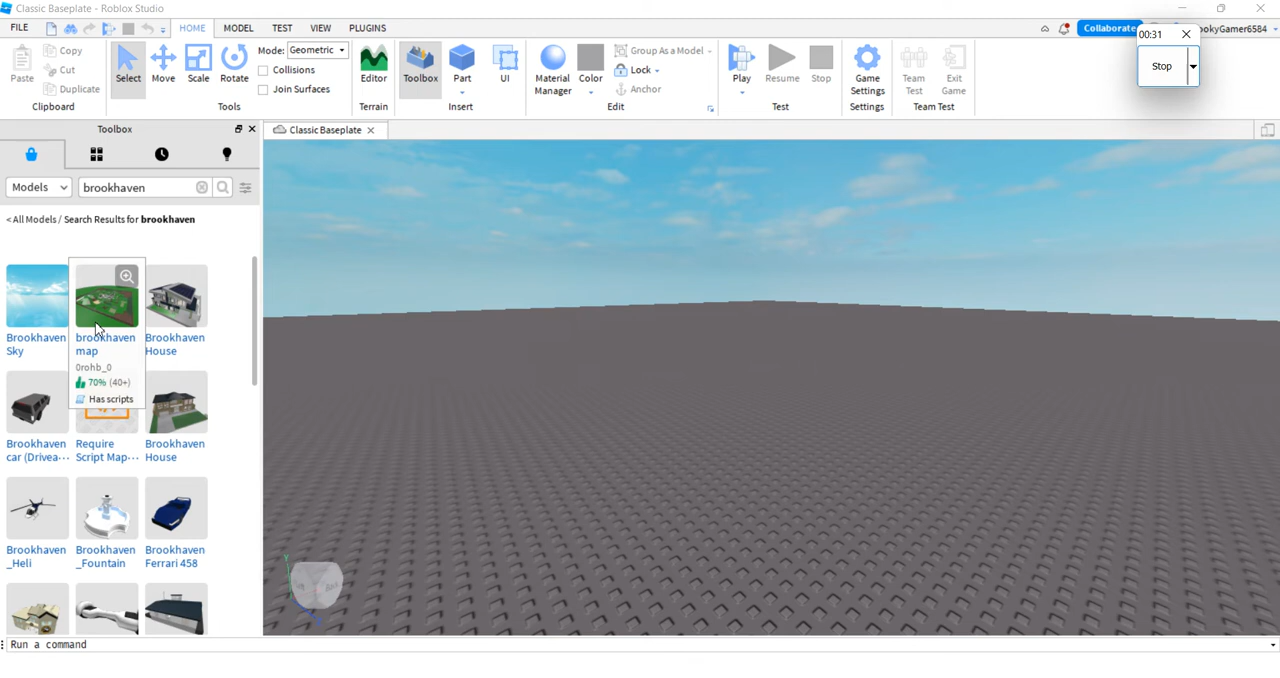 Classic Baseplate - Roblox Studio
FILE HOME MODEL TEST VIEW PLUGINS Collaborate ookyGamer6584
00:31
Stop
Paste Copy Cut Duplicate
Clipboard
Select Move Scale Rotate
Mode: Geometric
Collisions
Join Surfaces
Tools
Editor
Terrain
Toolbox Part UI
Insert
Material Manager Color
Group As a Model
Lock
Anchor
Edit
Play Resume Stop
Test
Game Settings
Settings
Team Test Exit Game
Team Test
Toolbox
Classic Baseplate
Models brookhaven
< All Models / Search Results for brookhaven
Brookhaven Sky
brookhaven map
0rohb_0
70% (40+)
Has scripts
Brookhaven House
Brookhaven car (Drivea...
Require Script Map...
Brookhaven House
Brookhaven _Heli
Brookhaven _Fountain
Brookhaven Ferrari 458
Y
Run a command